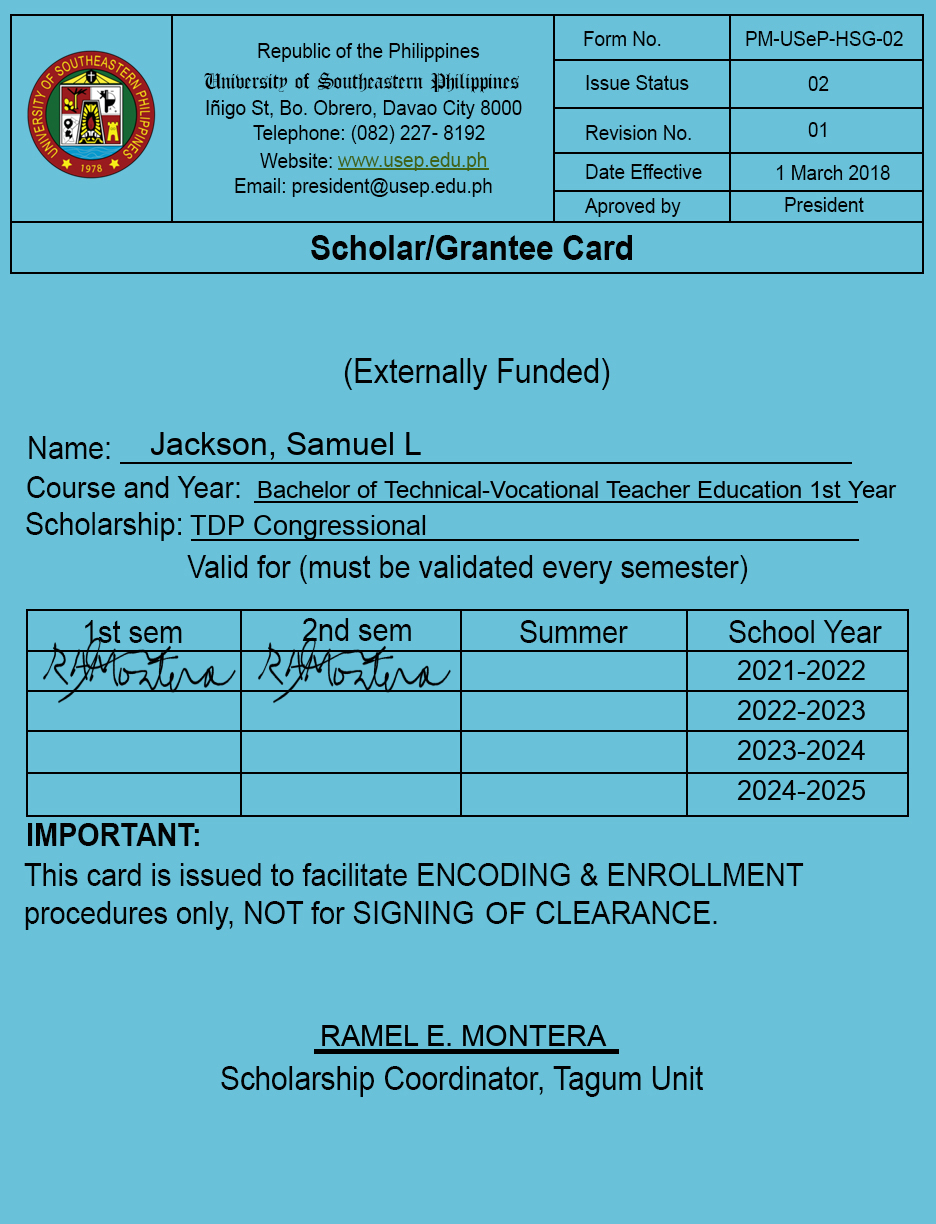 UNIVERSITY OF SOUTHEASTERN PHILIPPINES
1978
Republic of the Philippines
University of Southeastern Philippines
Iñigo St, Bo. Obrero, Davao City 8000
Telephone: (082) 227- 8192
Website: www.usep.edu.ph
Email: president@usep.edu.ph
Form No. PM-USeP-HSG-02
Issue Status 02
Revision No. 01
Date Effective 1 March 2018
Aproved by President
Scholar/Grantee Card
(Externally Funded)
Name: Jackson, Samuel L
Course and Year: Bachelor of Technical-Vocational Teacher Education 1st Year
Scholarship: TDP Congressional
Valid for (must be validated every semester)
1st sem 2nd sem Summer School Year
RAMontera RAMontera 2021-2022
2022-2023
2023-2024
2024-2025
IMPORTANT:
This card is issued to facilitate ENCODING & ENROLLMENT
procedures only, NOT for SIGNING OF CLEARANCE.
RAMEL E. MONTERA
Scholarship Coordinator, Tagum Unit